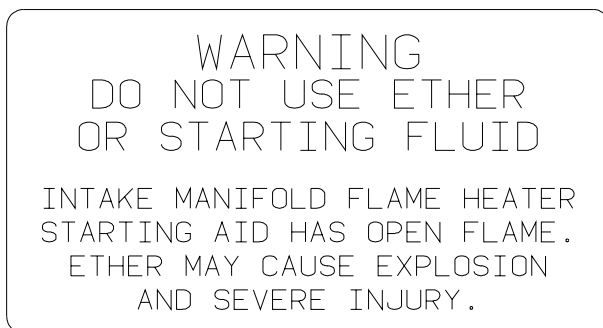 WARNING
DO NOT USE ETHER
OR STARTING FLUID
INTAKE MANIFOLD FLAME HEATER
STARTING AID HAS OPEN FLAME.
ETHER MAY CAUSE EXPLOSION
AND SEVERE INJURY.